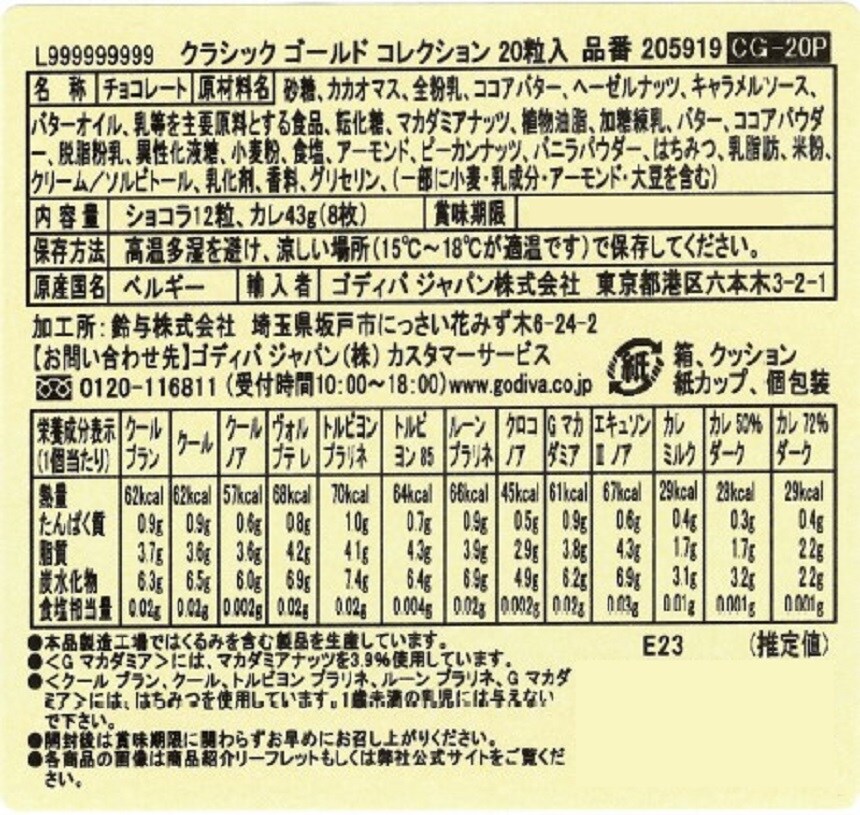 L999999999 クラシック ゴールド コレクション 20粒入 品番 205919 CG-20P
名 称 チョコレート 原材料名 砂糖、カカオマス、全粉乳、ココアバター、ヘーゼルナッツ、キャラメルソース、
バターオイル、乳等を主要原料とする食品、転化糖、マカダミアナッツ、植物油脂、加糖練乳、バター、ココアパウダ
ー、脱脂粉乳、異性化液糖、小麦粉、食塩、アーモンド、ピーカンナッツ、バニラパウダー、はちみつ、乳脂肪、米粉、
クリーム/ソルビトール、乳化剤、香料、グリセリン、(一部に小麦・乳成分・アーモンド・大豆を含む)
内容量 ショコラ12粒、カレ43g(8枚) 賞味期限
保存方法 高温多湿を避け、涼しい場所(15℃~18℃が適温です)で保存してください。
原産国名 ベルギー 輸入者 ゴディバ ジャパン株式会社 東京都港区六本木3-2-1
加工所:鈴与株式会社 埼玉県坂戸市にっさい花みず木6-24-2
【お問い合わせ先】ゴディバ ジャパン(株) カスタマーサービス
0120-116811 (受付時間10:00~18:00)www.godiva.co.jp
紙 箱、クッション
紙カップ、個包装
栄養成分表示 クール クール クール ヴォル トルビヨン トルビ ルーン クロコ G マカ エキュソン カレ カレ 50% カレ 72%
(1個当たり) ブラン ノア プテ レ プラリネ ヨン 85 プラリネ ノア ダミア II ノア ミルク ダーク ダーク
熱量 62kcal 62kcal 57kcal 68kcal 70kcal 64kcal 66kcal 45kcal 61kcal 67kcal 29kcal 28kcal 29kcal
たんぱく質 0.9g 0.9g 0.6g 0.8g 1.0g 0.7g 0.9g 0.5g 0.9g 0.6g 0.4g 0.3g 0.4g
脂質 3.7g 3.6g 3.6g 4.2g 4.1g 4.3g 3.9g 2.9g 3.8g 4.3g 1.7g 1.7g 2.2g
炭水化物 6.3g 6.5g 6.0g 6.9g 7.4g 6.4g 6.9g 4.9g 6.2g 6.9g 3.1g 3.2g 2.2g
食塩相当量 0.02g 0.02g 0.002g 0.02g 0.02g 0.004g 0.02g 0.002g 0.02g 0.03g 0.01g 0.001g 0.001g
●本品製造工場ではくるみを含む製品を生産しています。 E23 (推定値)
●<G マカダミア>には、マカダミアナッツを3.9%使用しています。
●<クール ブラン、クール、トルビヨン プラリネ、ルーン プラリネ、G マカダ
ミア>には、はちみつを使用しています。1歳未満の乳児には与えない
で下さい。
●開封後は賞味期限に関わらずお早めにお召し上がりください。
●各商品の画像は商品紹介リーフレットもしくは弊社公式サイトをご覧くだ
さい。